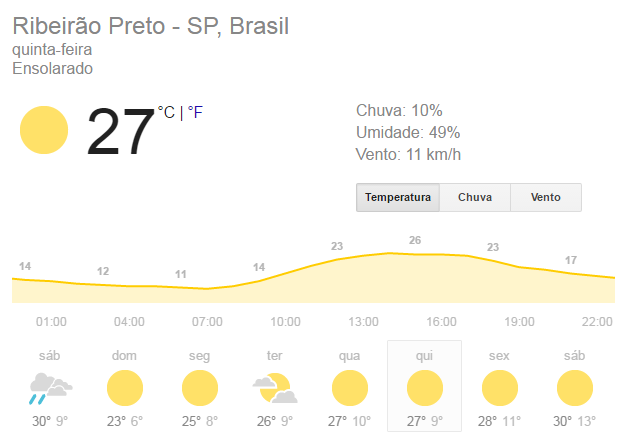 Ribeirão Preto - SP, Brasil
quinta-feira
Ensolarado
27 °C | °F
Chuva: 10%
Umidade: 49%
Vento: 11 km/h
Temperatura Chuva Vento
14 12 11 14 23 26 23 17
01:00 04:00 07:00 10:00 13:00 16:00 19:00 22:00
sáb dom seg ter qua qui sex sáb
30° 9° 23° 6° 25° 8° 26° 9° 27° 10° 27° 9° 28° 11° 30° 13°